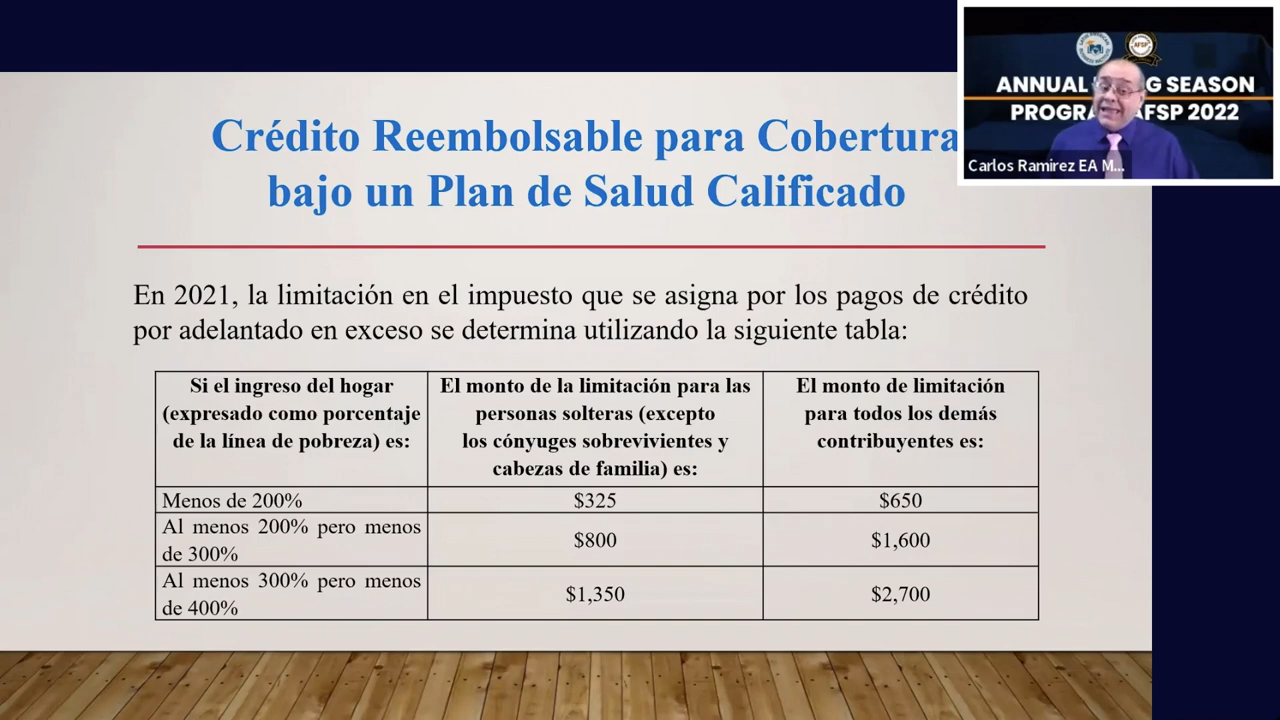 ANNUAL G SEASON
PROGRA AFSP 2022
Carlos Ramirez EA M...
AFSP
Crédito Reembolsable para Cobertura
bajo un Plan de Salud Calificado
En 2021, la limitación en el impuesto que se asigna por los pagos de crédito
por adelantado en exceso se determina utilizando la siguiente tabla:
Si el ingreso del hogar
(expresado como porcentaje
de la línea de pobreza) es:
El monto de la limitación para las
personas solteras (excepto
los cónyuges sobrevivientes y
cabezas de familia) es:
El monto de limitación
para todos los demás
contribuyentes es:
Menos de 200%
$325
$650
Al menos 200% pero menos
de 300%
$800
$1,600
Al menos 300% pero menos
de 400%
$1,350
$2,700